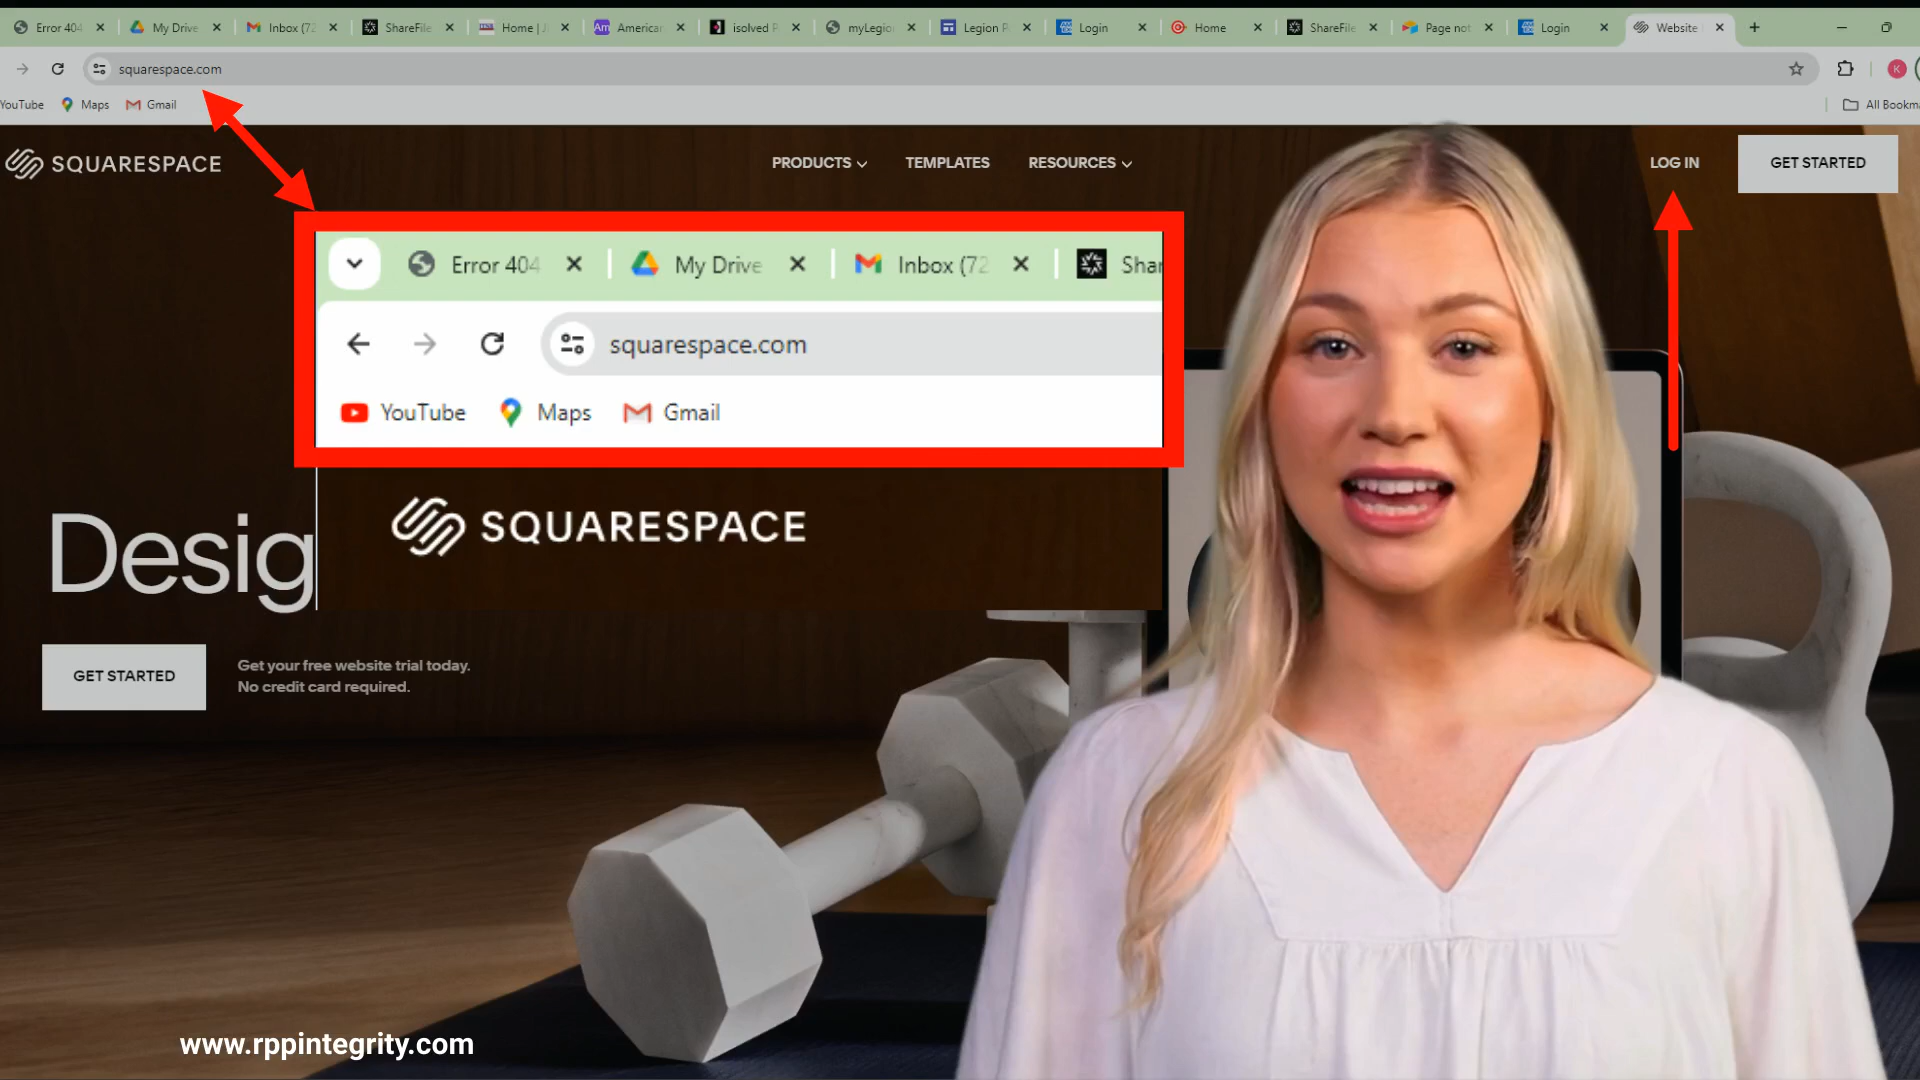 Error 404 My Drive Inbox (72 ShareFile Home | American isolved P myLegion Legion P Login Home ShareFile Page not Login Website
squarespace.com
K
YouTube Maps Gmail All Bookma
SQUARESPACE PRODUCTS TEMPLATES RESOURCES LOG IN GET STARTED
Error 404 My Drive Inbox (72 Shar
squarespace.com
YouTube Maps Gmail
SQUARESPACE
Desig
GET STARTED
Get your free website trial today.
No credit card required.
www.rppintegrity.com